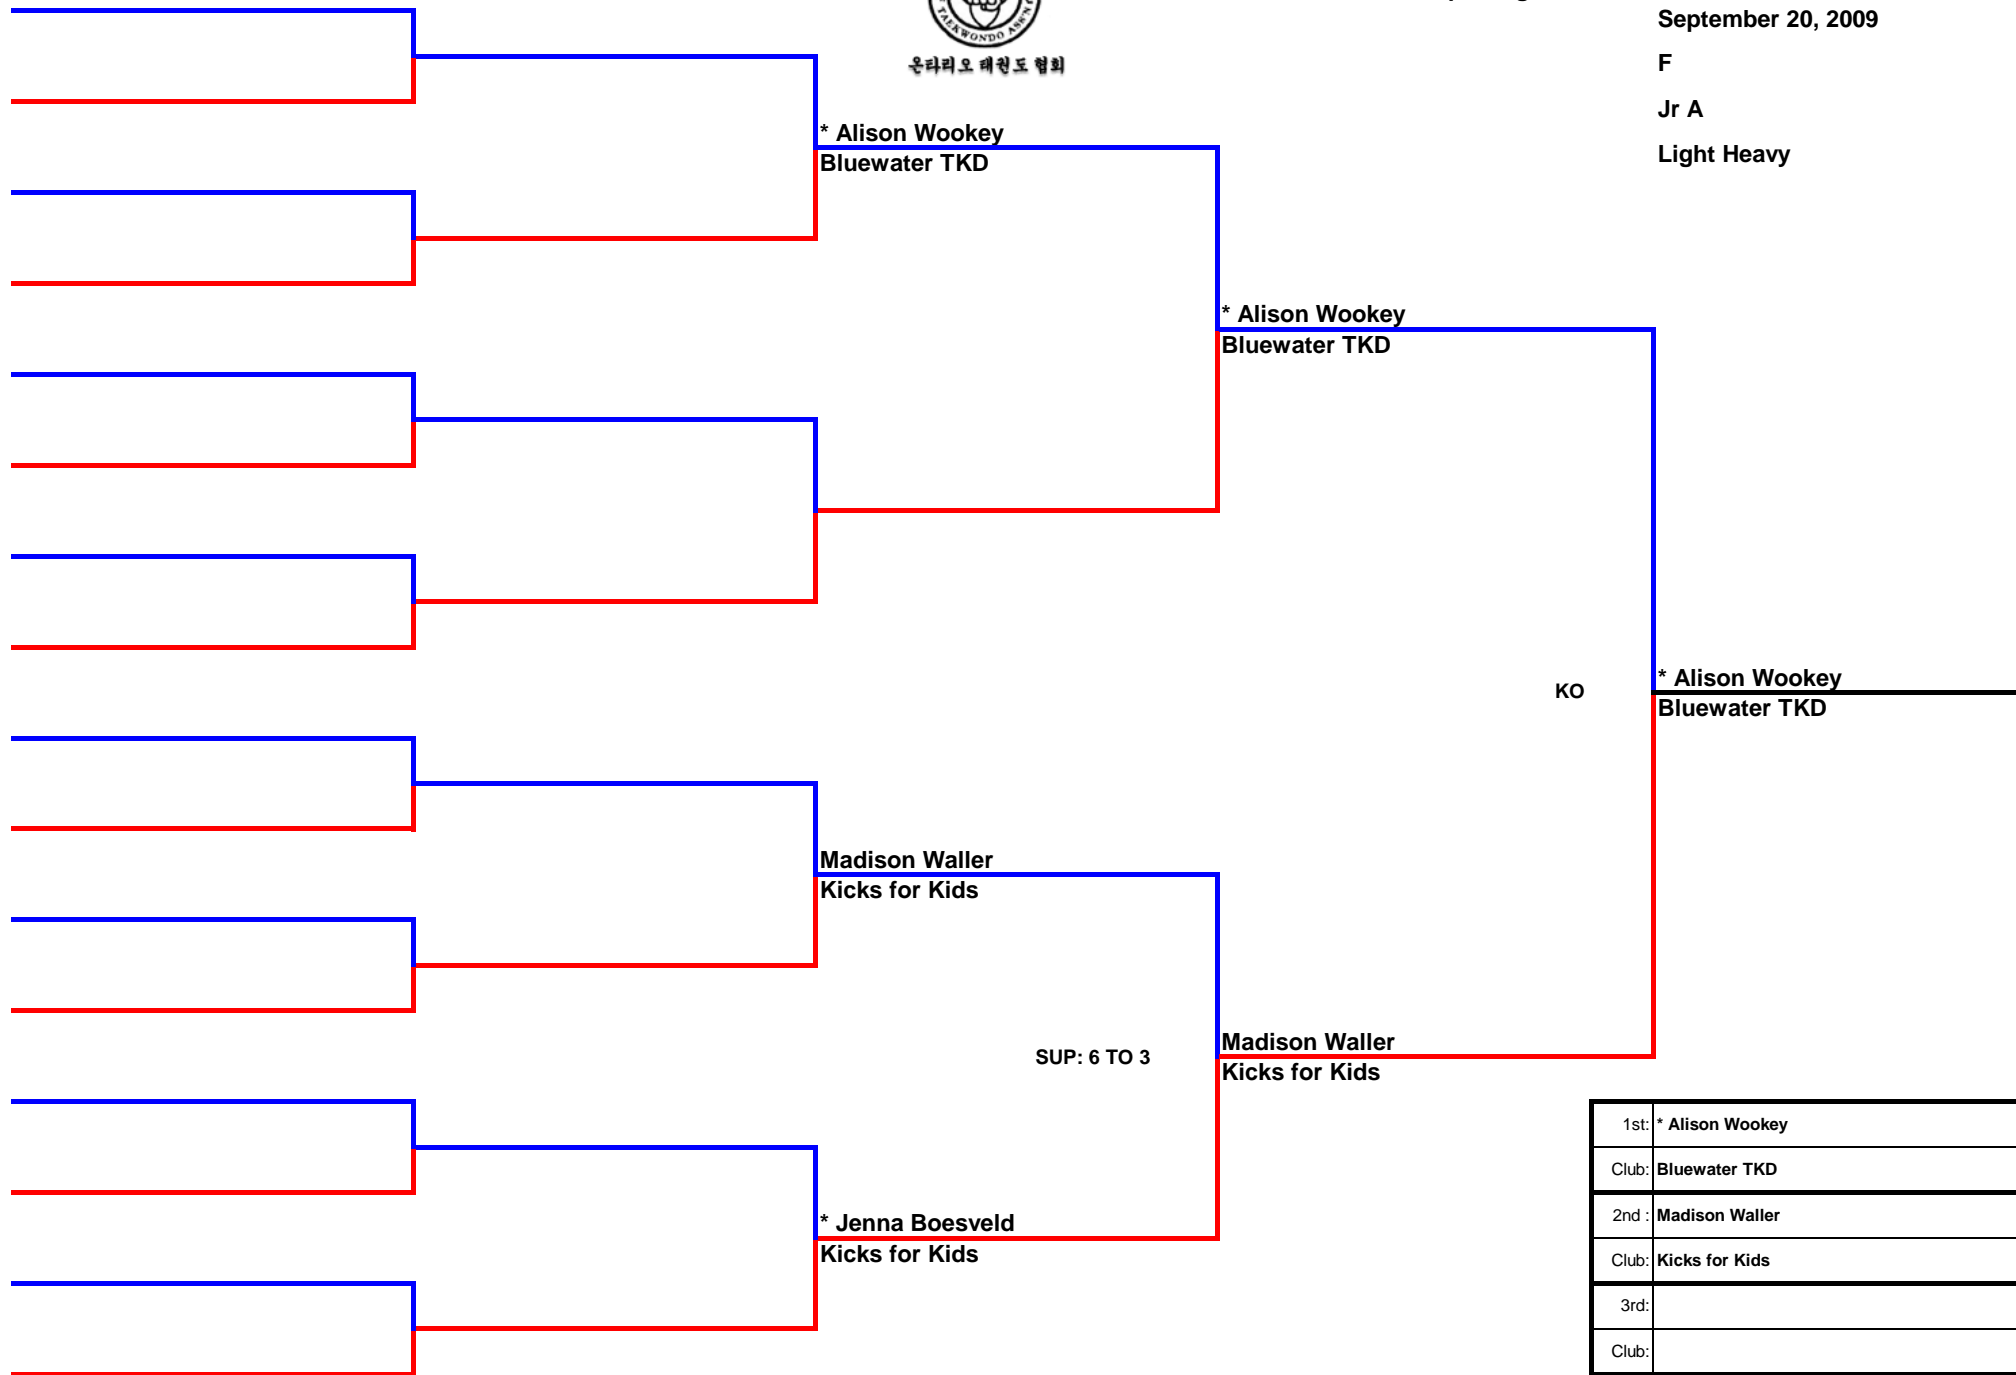 TAEKWONDO ASS'N
온타리오 태권도 협회
September 20, 2009
F
Jr A
Light Heavy
* Alison Wookey
Bluewater TKD
* Alison Wookey
Bluewater TKD
KO
* Alison Wookey
Bluewater TKD
Madison Waller
Kicks for Kids
SUP: 6 TO 3
Madison Waller
Kicks for Kids
* Jenna Boesveld
Kicks for Kids
1st: * Alison Wookey
Club: Bluewater TKD
2nd : Madison Waller
Club: Kicks for Kids
3rd:
Club: